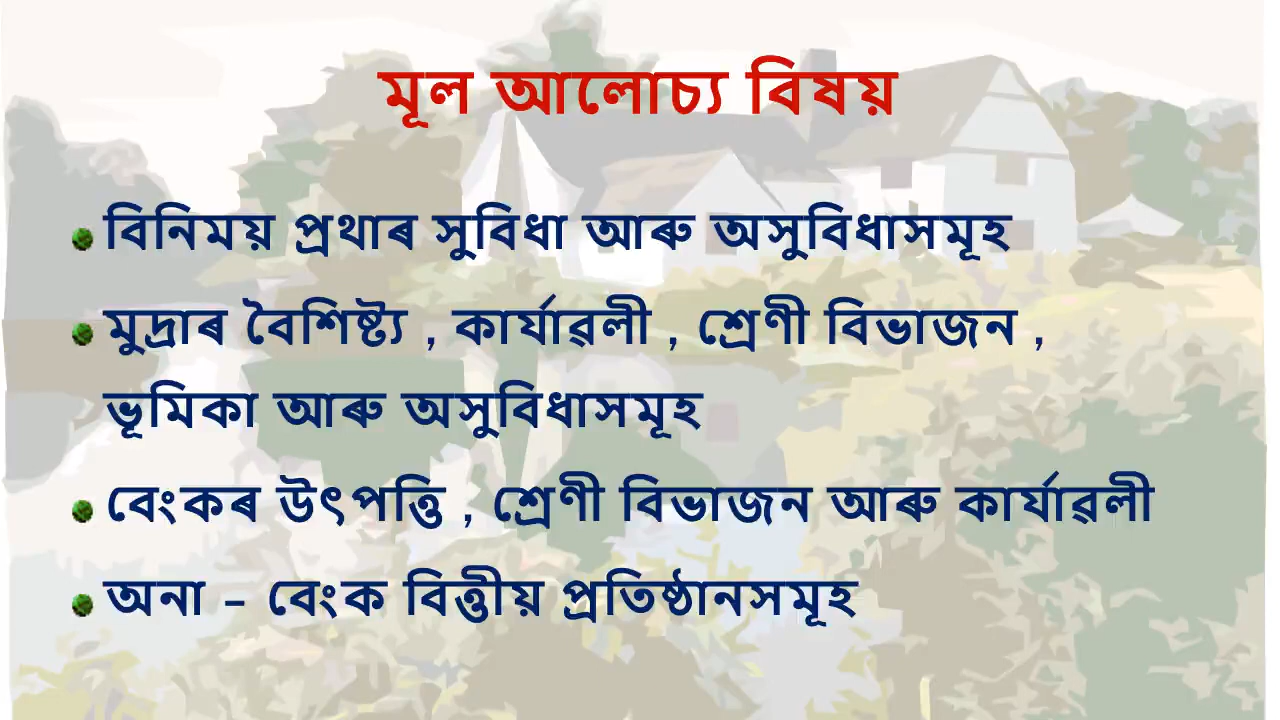 মূল আলোচ্য বিষয়
বিনিময় প্ৰথাৰ সুবিধা আৰু অসুবিধাসমূহ
মুদ্ৰাৰ বৈশিষ্ট্য , কাৰ্যাৱলী , শ্ৰেণী বিভাজন ,
ভূমিকা আৰু অসুবিধাসমূহ
বেংকৰ উৎপত্তি , শ্ৰেণী বিভাজন আৰু কাৰ্যাৱলী
অনা – বেংক বিত্তীয় প্ৰতিষ্ঠানসমূহ